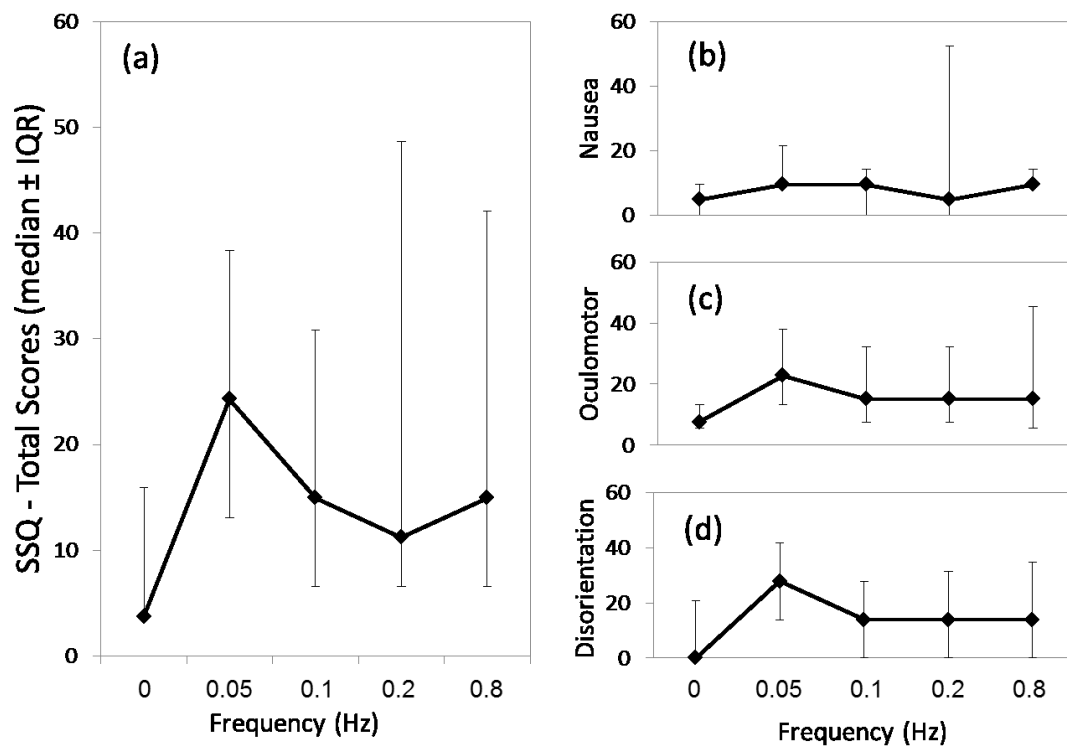 (a)
SSQ - Total Scores (median ± IQR)
60
50
40
30
20
10
0
0 0.05 0.1 0.2 0.8
Frequency (Hz)
(b)
Nausea
60
40
20
0
(c)
Oculomotor
60
40
20
0
(d)
Disorientation
60
40
20
0
0 0.05 0.1 0.2 0.8
Frequency (Hz)